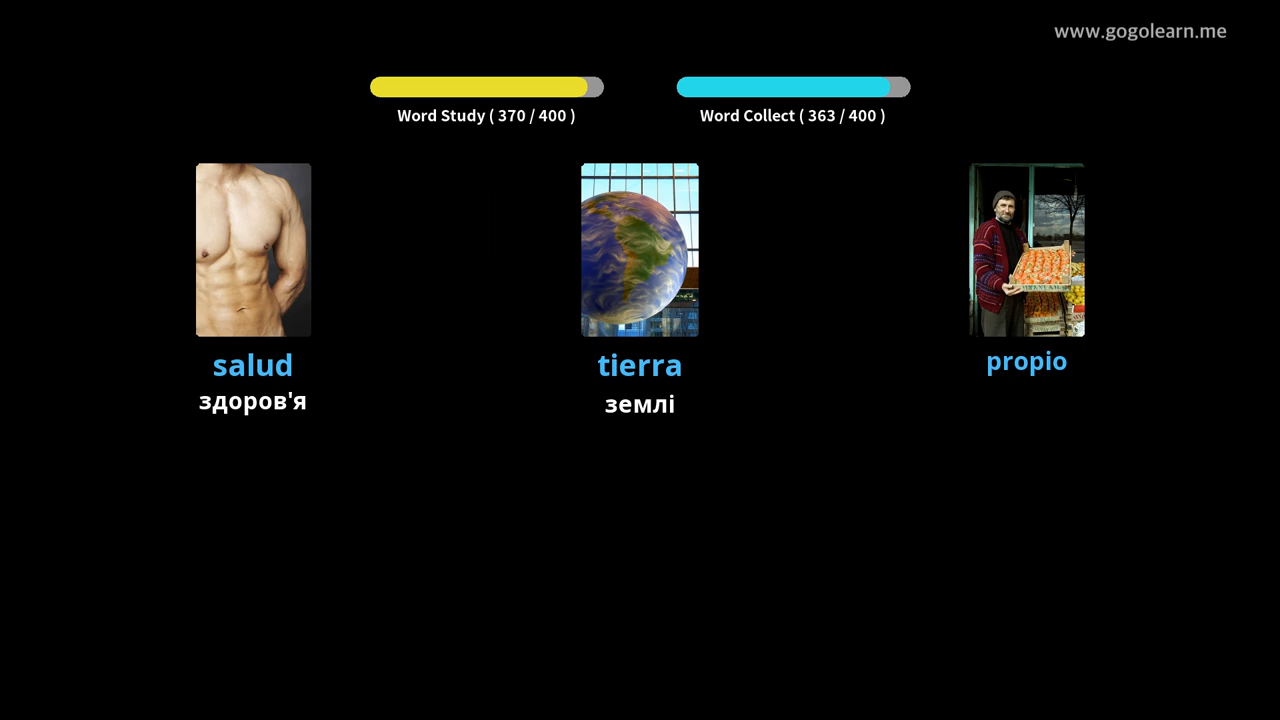 www.gogolearn.me
Word Study ( 370 / 400 )
Word Collect ( 363 / 400 )
salud
tierra
propio
здоров'я
землі